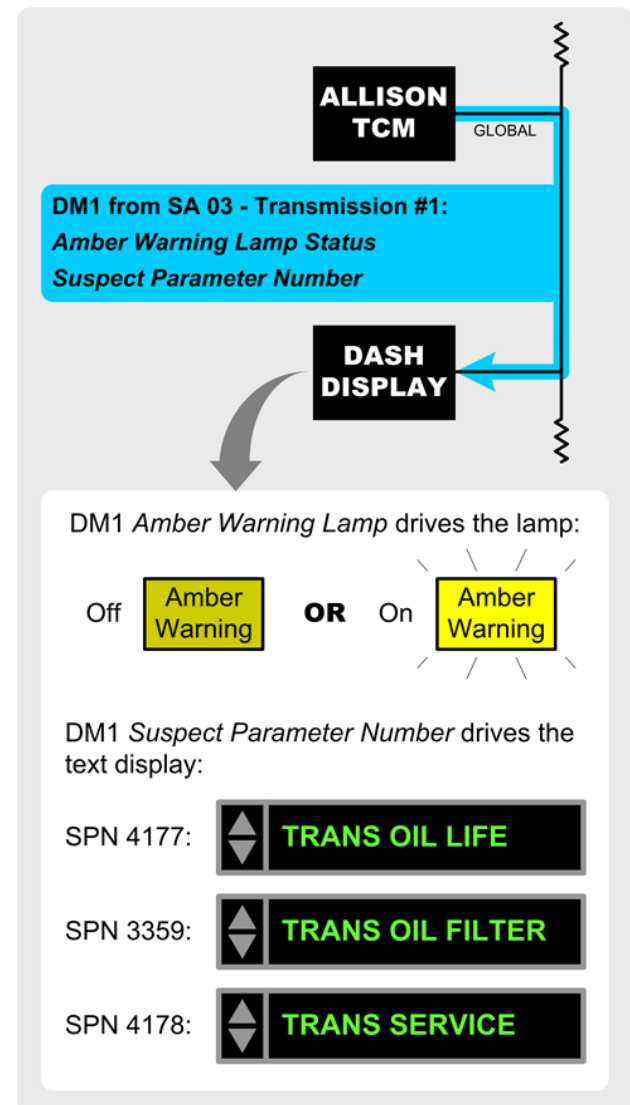 ALLISON
TCM
GLOBAL
DM1 from SA 03 - Transmission #1:
Amber Warning Lamp Status
Suspect Parameter Number
DASH
DISPLAY
DM1 Amber Warning Lamp drives the lamp:
Off Amber Warning OR On Amber Warning
DM1 Suspect Parameter Number drives the
text display:
SPN 4177: TRANS OIL LIFE
SPN 3359: TRANS OIL FILTER
SPN 4178: TRANS SERVICE